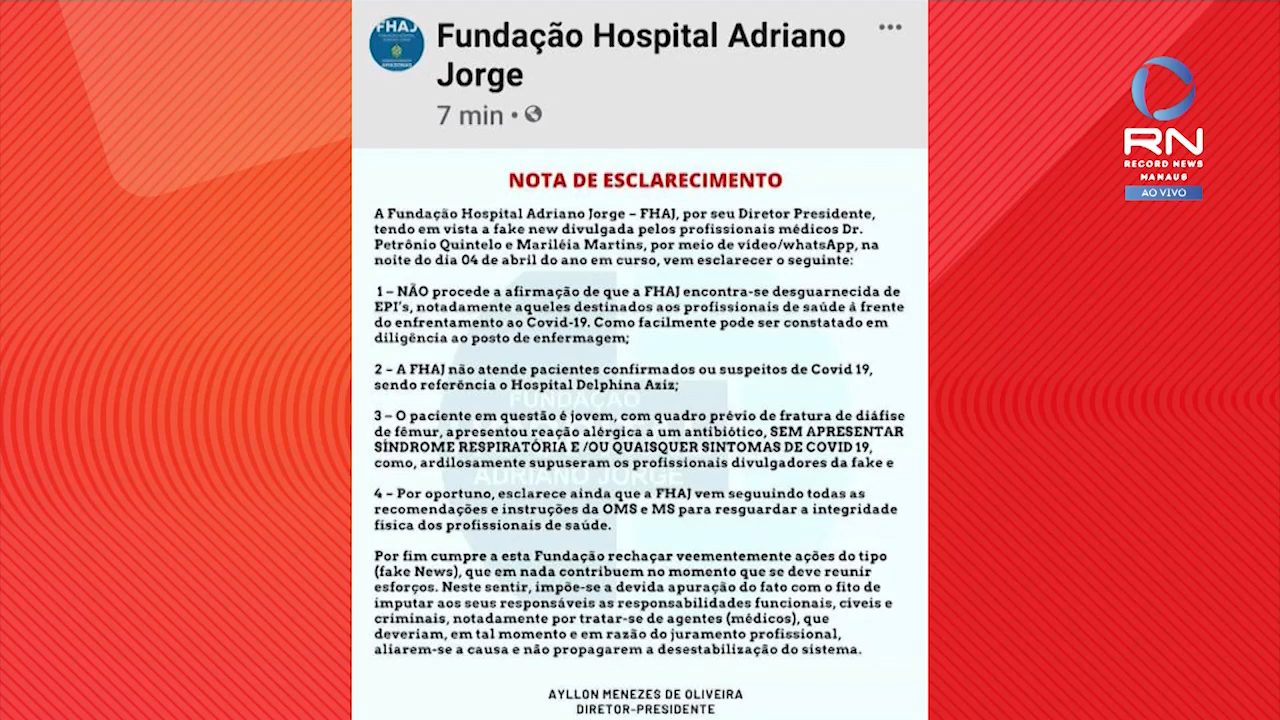 FHAJ
AMAZONAS
Fundação Hospital Adriano
Jorge
7 min •
RN
RECORD NEWS
MANAUS
AO VIVO
NOTA DE ESCLARECIMENTO
A Fundação Hospital Adriano Jorge – FHAJ, por seu Diretor Presidente,
tendo em vista a fake new divulgada pelos profissionais médicos Dr.
Petrônio Quintelo e Mariléia Martins, por meio de vídeo/whatsApp, na
noite do dia 04 de abril do ano em curso, vem esclarecer o seguinte:
1 – NÃO procede a afirmação de que a FHAJ encontra-se desguarnecida de
EPI's, notadamente aqueles destinados aos profissionais de saúde á frente
do enfrentamento ao Covid-19. Como facilmente pode ser constatado em
diligência ao posto de enfermagem;
2 – A FHAJ não atende pacientes confirmados ou suspeitos de Covid 19,
sendo referência o Hospital Delphina Aziz;
FUNDAÇÃO
3 – O paciente em questão é jovem, com quadro prévio de fratura de diáfise
de fêmur, apresentou reação alérgica a um antibiótico, SEM APRESENTAR
SÍNDROME RESPIRATÓRIA E /OU QUAISQUER SINTOMAS DE COVID 19,
como, ardilosamente supuseram os profissionais divulgadores da fake e
ADRIANO JORGE
4 – Por oportuno, esclarece ainda que a FHAJ vem seguuindo todas as
recomendações e instruções da OMS e MS para resguardar a integridade
física dos profissionais de saúde.
Por fim cumpre a esta Fundação rechaçar veementemente ações do tipo
(fake News), que em nada contribuem no momento que se deve reunir
esforços. Neste sentir, impõe-se a devida apuração do fato com o fito de
imputar aos seus responsáveis as responsabilidades funcionais, cíveis e
criminais, notadamente por tratar-se de agentes (médicos), que
deveriam, em tal momento e em razão do juramento profissional,
aliarem-se a causa e não propagarem a desestabilização do sistema.
AYLLON MENEZES DE OLIVEIRA
DIRETOR-PRESIDENTE